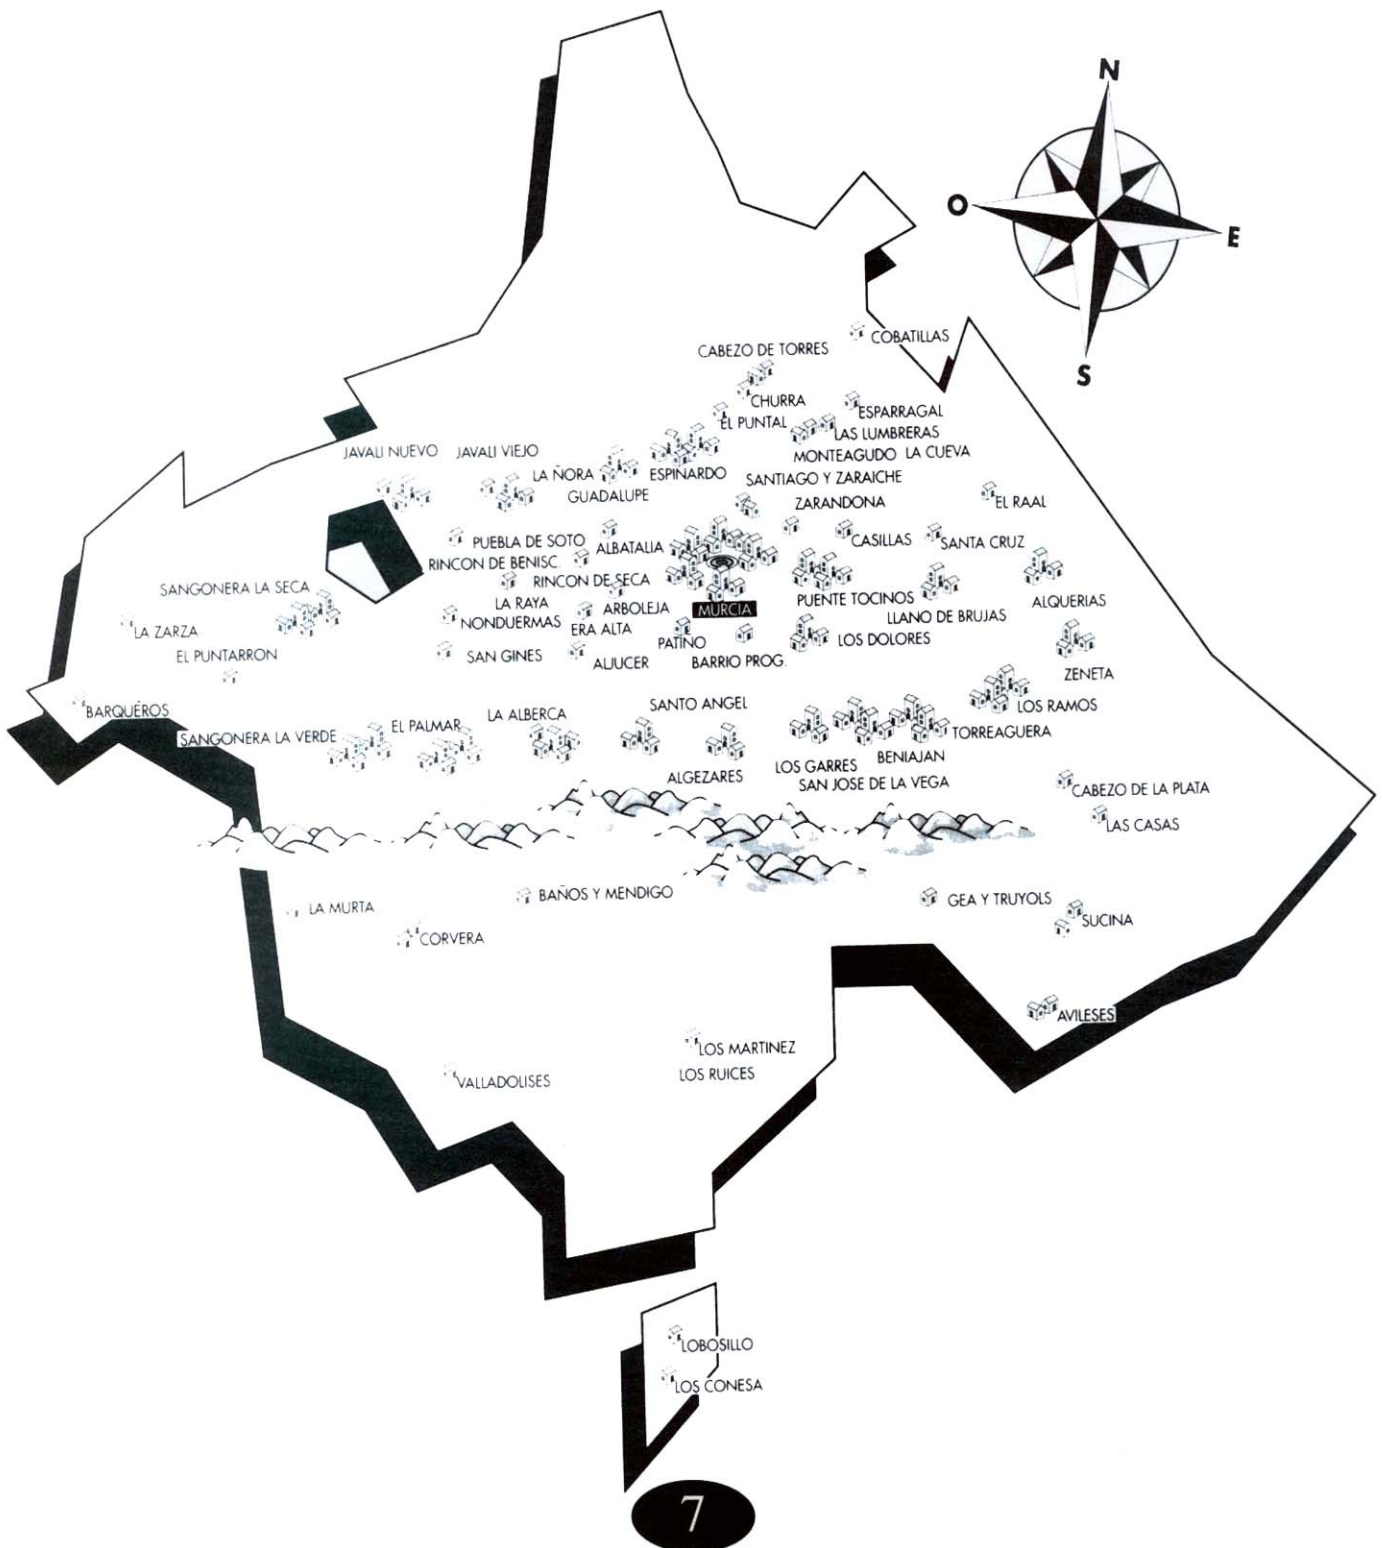 N
O
E
S
COBATILLAS
CABEZO DE TORRES
CHURRA
ESPARRAGAL
EL PUNTAL
LAS LUMBRERAS
JAVALI NUEVO
JAVALI VIEJO
MONTEAGUDO LA CUEVA
LA ÑORA
ESPINARDO
SANTIAGO Y ZARAICHE
GUADALUPE
ZARANDONA
EL RAAL
PUEBLA DE SOTO
ALBATALIA
CASILLAS
SANTA CRUZ
RINCON DE BENISC.
RINCON DE SECA
SANGONERA LA SECA
LA RAYA
ARBOLEJA
MURCIA
PUENTE TOCINOS
ALQUERIAS
NONDUERMAS
LLANO DE BRUJAS
LA ZARZA
ERA ALTA
PATIÑO
LOS DOLORES
EL PUNTARRON
SAN GINES
ALJUCER
BARRIO PROG.
ZENETA
BARQUÉROS
SANTO ANGEL
LOS RAMOS
LA ALBERCA
EL PALMAR
SANGONERA LA VERDE
TORREAGUERA
BENIAJAN
LOS GARRES
ALGEZARES
SAN JOSE DE LA VEGA
CABEZO DE LA PLATA
LAS CASAS
BAÑOS Y MENDIGO
GEA Y TRUYOLS
LA MURTA
SUCINA
CORVERA
AVILESES
LOS MARTINEZ
LOS RUICES
VALLADOLISES
LOBOSILLO
LOS CONESA
7